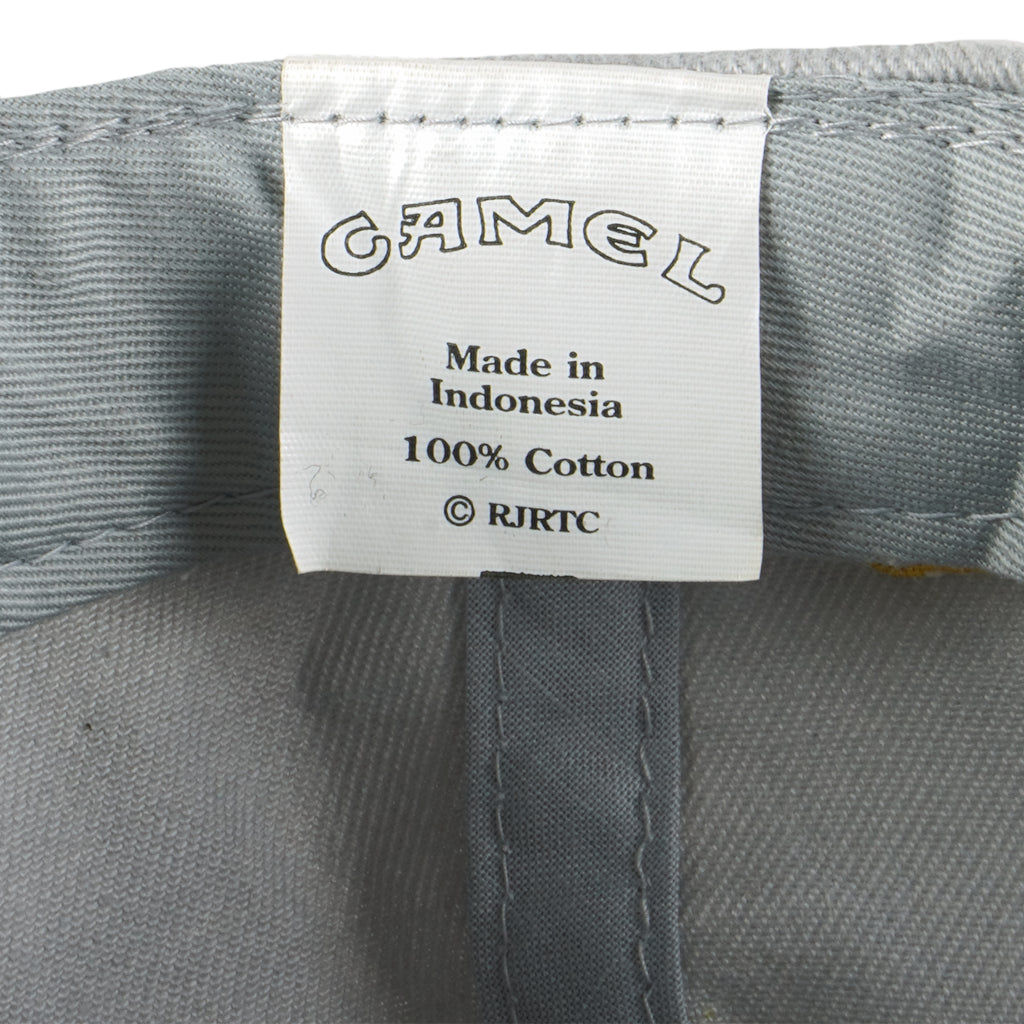 CAMEL
Made in
Indonesia
100% Cotton
© RJRTC